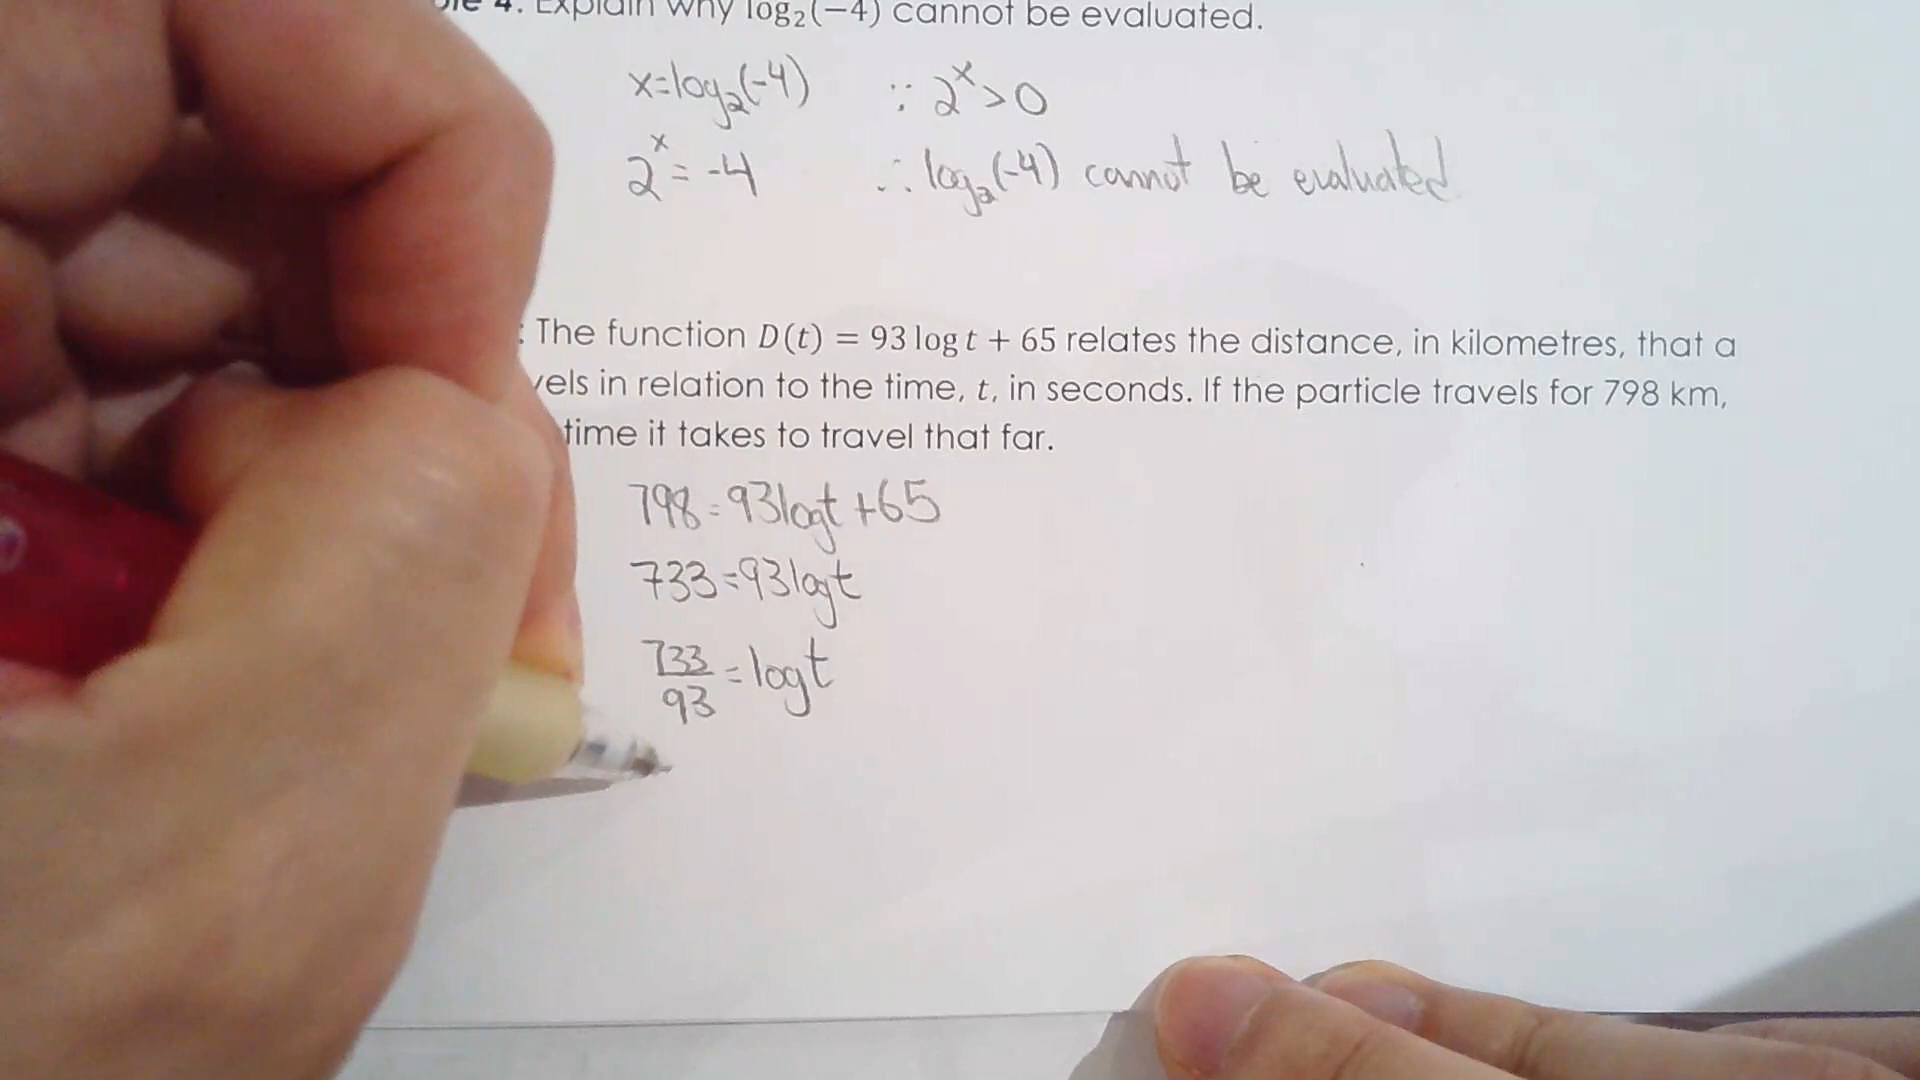 4. Explain why log₂(−4) cannot be evaluated.
x=log₂(-4) ∵ 2ˣ>0
2ˣ=-4 ∴ log₂(-4) cannot be evaluated
: The function D(t) = 93 log t + 65 relates the distance, in kilometres, that a
in relation to the time, t, in seconds. If the particle travels for 798 km,
time it takes to travel that far.
798=93logt+65
733=93logt
733/93=logt